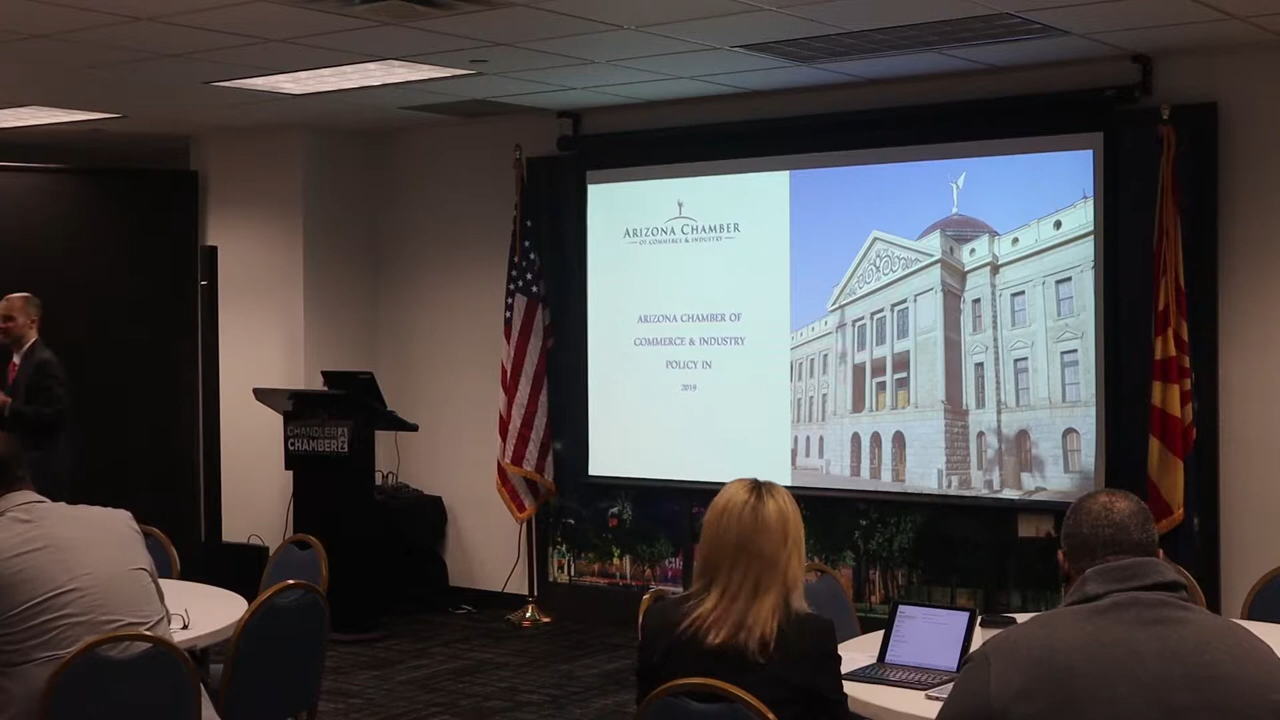 ARIZONA CHAMBER
OF COMMERCE & INDUSTRY
ARIZONA CHAMBER OF
COMMERCE & INDUSTRY
POLICY IN
2019
CHANDLER
CHAMBER